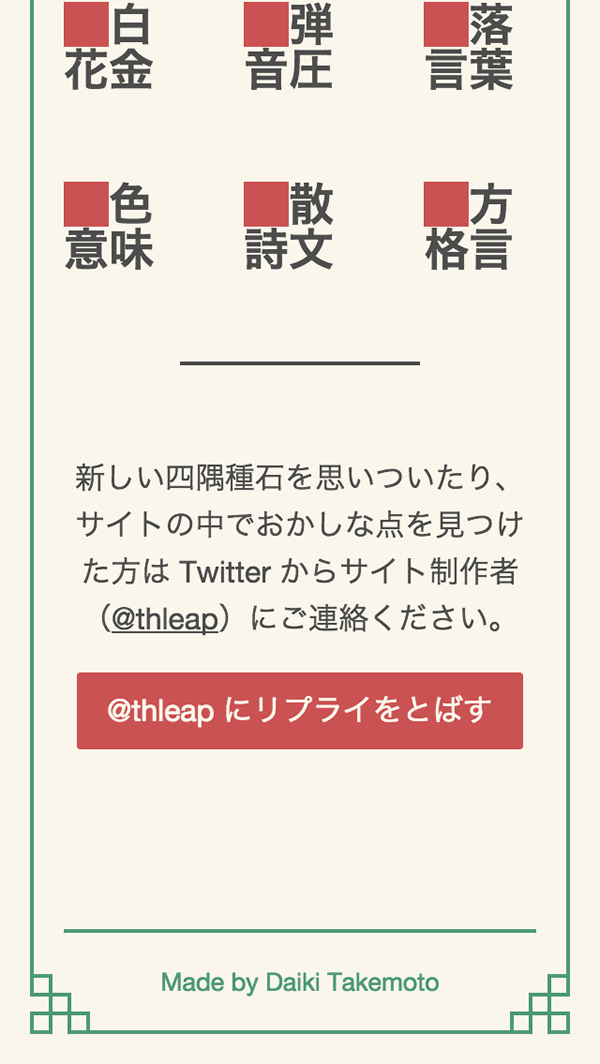 白 弾 落
花金 音圧 言葉
色 散 方
意味 詩文 格言
新しい四隅種石を思いついたり、
サイトの中でおかしな点を見つけ
た方は Twitter からサイト制作者
（@thleap）にご連絡ください。
@thleap にリプライをとばす
Made by Daiki Takemoto